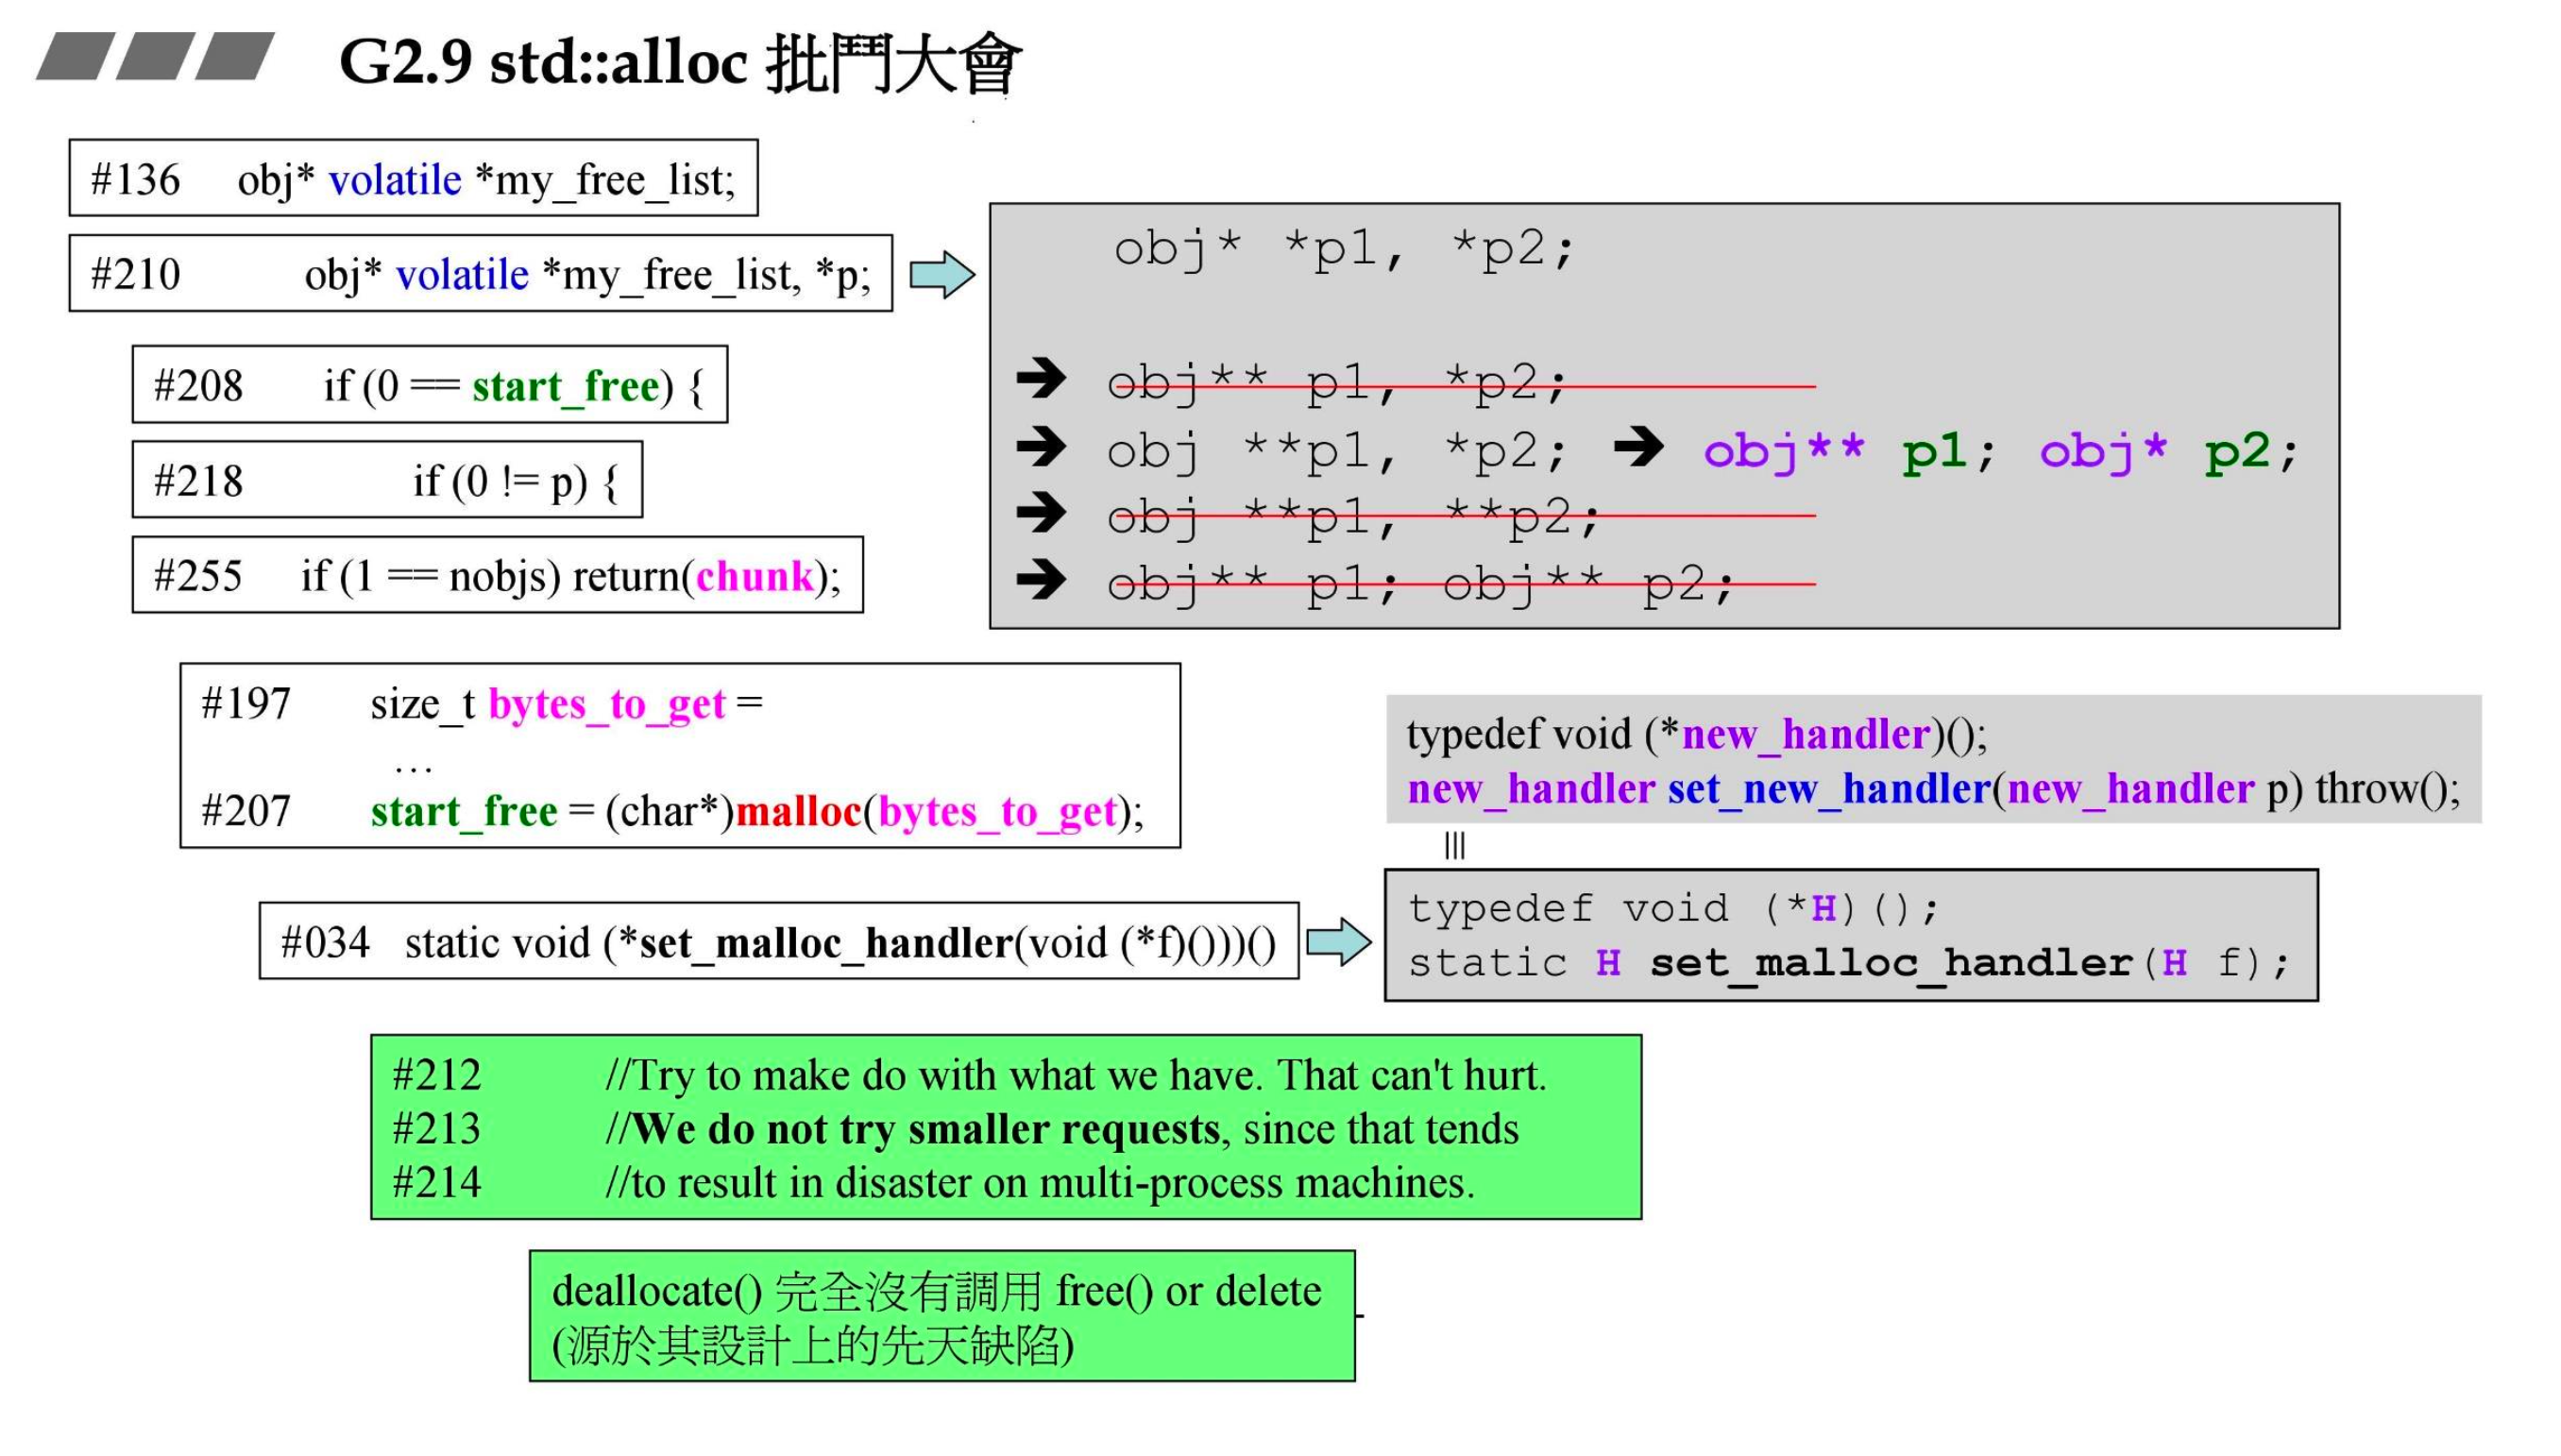 G2.9 std::alloc 批鬥大會
#136 obj* volatile *my_free_list;
#210 obj* volatile *my_free_list, *p;
obj* *p1, *p2;
➔ obj** p1, *p2;
➔ obj **p1, *p2; ➔ obj** p1; obj* p2;
➔ obj **p1, **p2;
➔ obj** p1; obj** p2;
#208 if (0 == start_free) {
#218 if (0 != p) {
#255 if (1 == nobjs) return(chunk);
#197 size_t bytes_to_get =
…
#207 start_free = (char*)malloc(bytes_to_get);
typedef void (*new_handler)();
new_handler set_new_handler(new_handler p) throw();
#034 static void (*set_malloc_handler(void (*f)()))()
typedef void (*H)();
static H set_malloc_handler(H f);
#212 //Try to make do with what we have. That can't hurt.
#213 //We do not try smaller requests, since that tends
#214 //to result in disaster on multi-process machines.
deallocate() 完全沒有調用 free() or delete
(源於其設計上的先天缺陷)